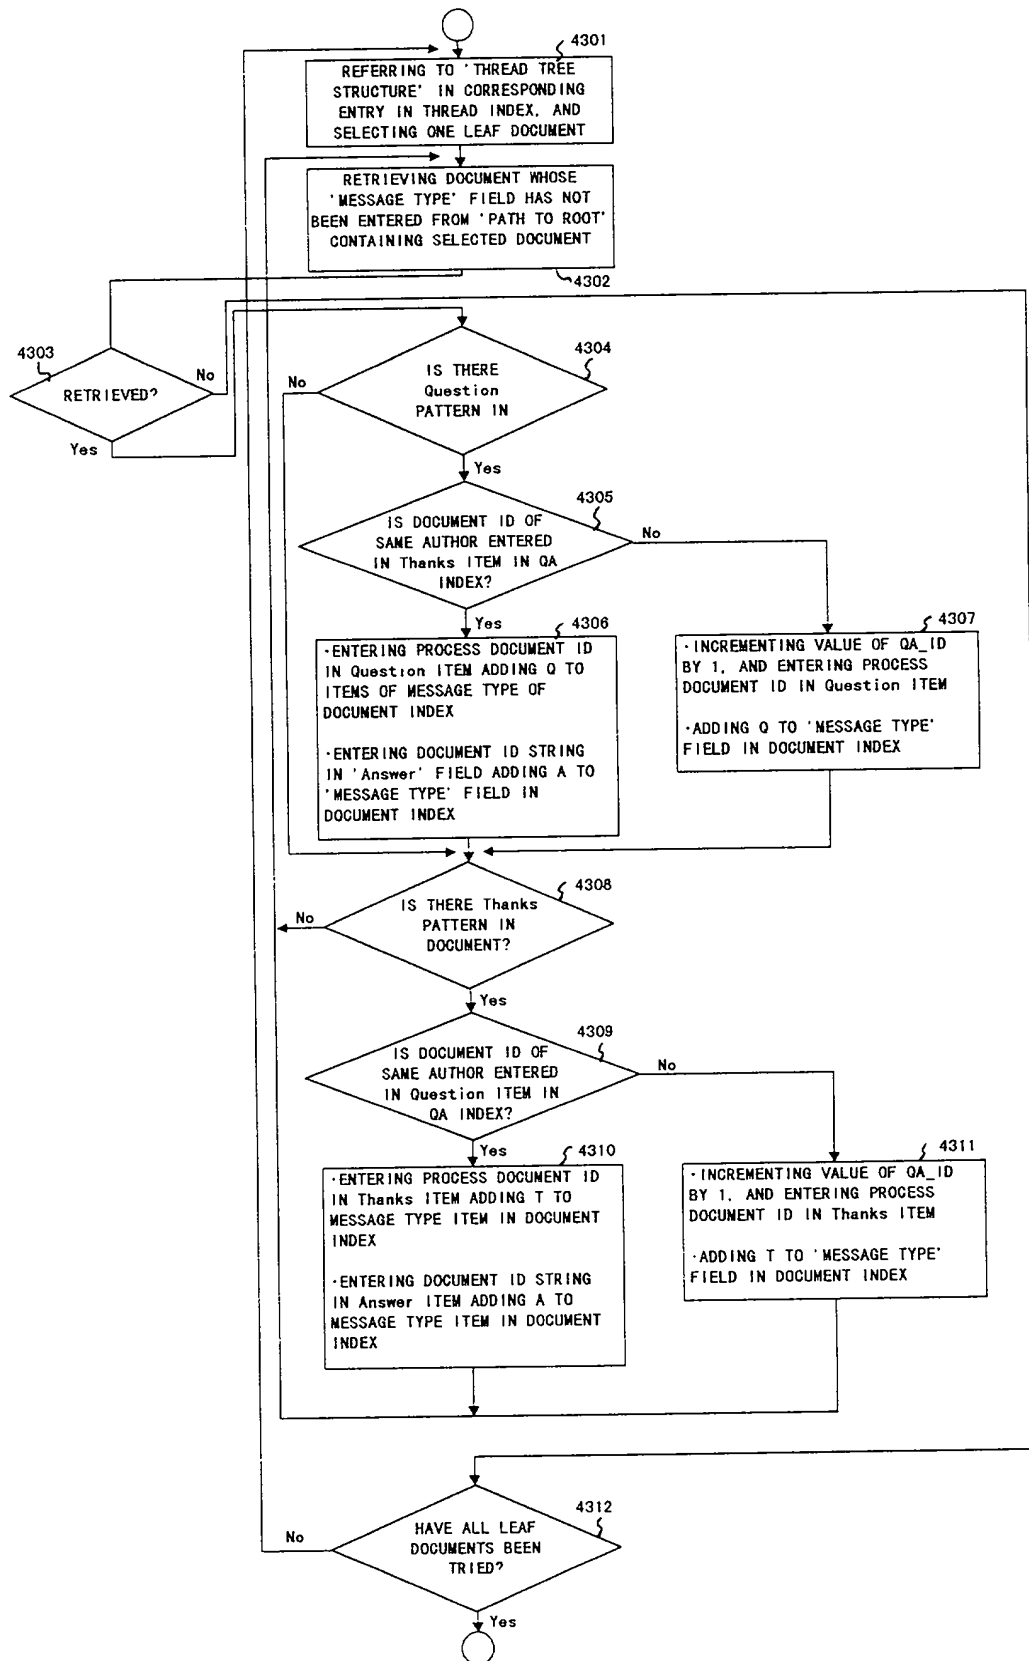 4301
REFERRING TO 'THREAD TREE
STRUCTURE' IN CORRESPONDING
ENTRY IN THREAD INDEX, AND
SELECTING ONE LEAF DOCUMENT
RETRIEVING DOCUMENT WHOSE
'MESSAGE TYPE' FIELD HAS NOT
BEEN ENTERED FROM 'PATH TO ROOT'
CONTAINING SELECTED DOCUMENT
4302
4303
RETRIEVED?
No
Yes
4304
IS THERE
Question
PATTERN IN
No
Yes
4305
IS DOCUMENT ID OF
SAME AUTHOR ENTERED
IN Thanks ITEM IN QA
INDEX?
No
Yes
4306
·ENTERING PROCESS DOCUMENT ID
IN Question ITEM ADDING Q TO
ITEMS OF MESSAGE TYPE OF
DOCUMENT INDEX
·ENTERING DOCUMENT ID STRING
IN 'Answer' FIELD ADDING A TO
'MESSAGE TYPE' FIELD IN
DOCUMENT INDEX
4307
·INCREMENTING VALUE OF QA_ID
BY 1, AND ENTERING PROCESS
DOCUMENT ID IN Question ITEM
·ADDING Q TO 'MESSAGE TYPE'
FIELD IN DOCUMENT INDEX
4308
IS THERE Thanks
PATTERN IN
DOCUMENT?
No
Yes
4309
IS DOCUMENT ID OF
SAME AUTHOR ENTERED
IN Question ITEM IN
QA INDEX?
No
Yes
4310
·ENTERING PROCESS DOCUMENT ID
IN Thanks ITEM ADDING T TO
MESSAGE TYPE ITEM IN DOCUMENT
INDEX
·ENTERING DOCUMENT ID STRING
IN Answer ITEM ADDING A TO
MESSAGE TYPE ITEM IN DOCUMENT
INDEX
4311
·INCREMENTING VALUE OF QA_ID
BY 1, AND ENTERING PROCESS
DOCUMENT ID IN Thanks ITEM
·ADDING T TO 'MESSAGE TYPE'
FIELD IN DOCUMENT INDEX
4312
HAVE ALL LEAF
DOCUMENTS BEEN
TRIED?
No
Yes